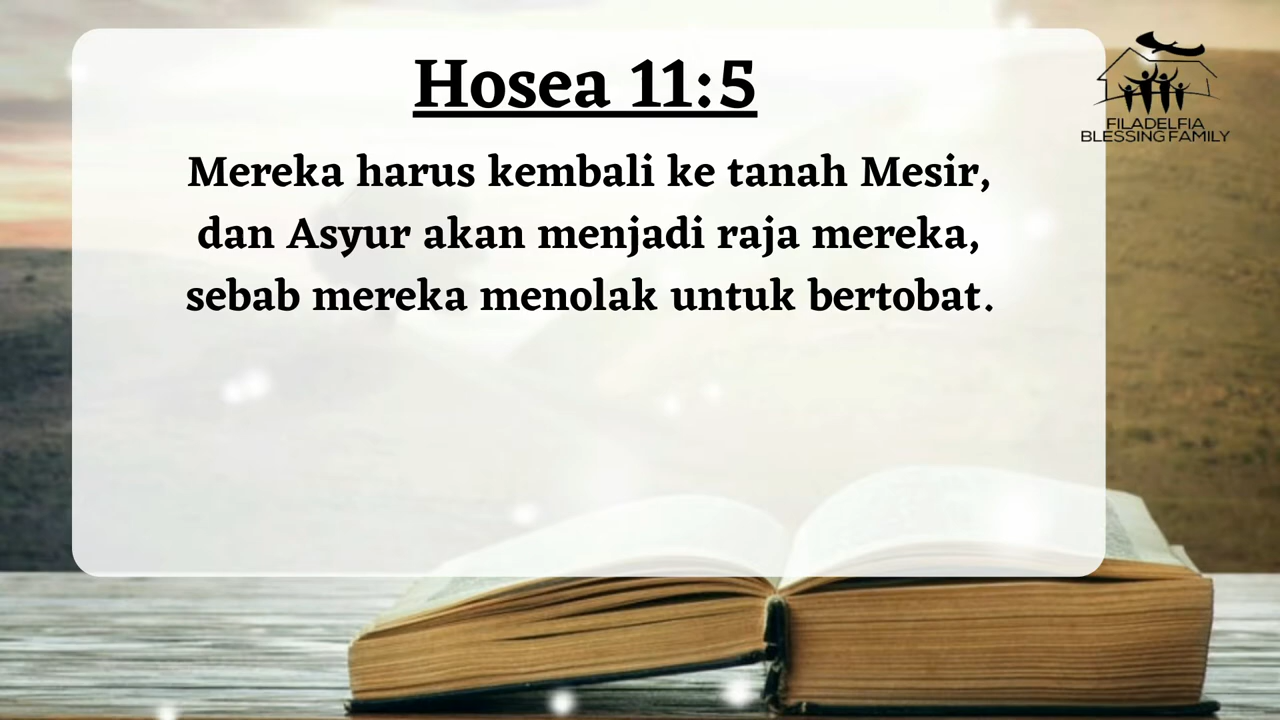 Hosea 11:5
Mereka harus kembali ke tanah Mesir,
dan Asyur akan menjadi raja mereka,
sebab mereka menolak untuk bertobat.
FILADELFIA
BLESSING FAMILY